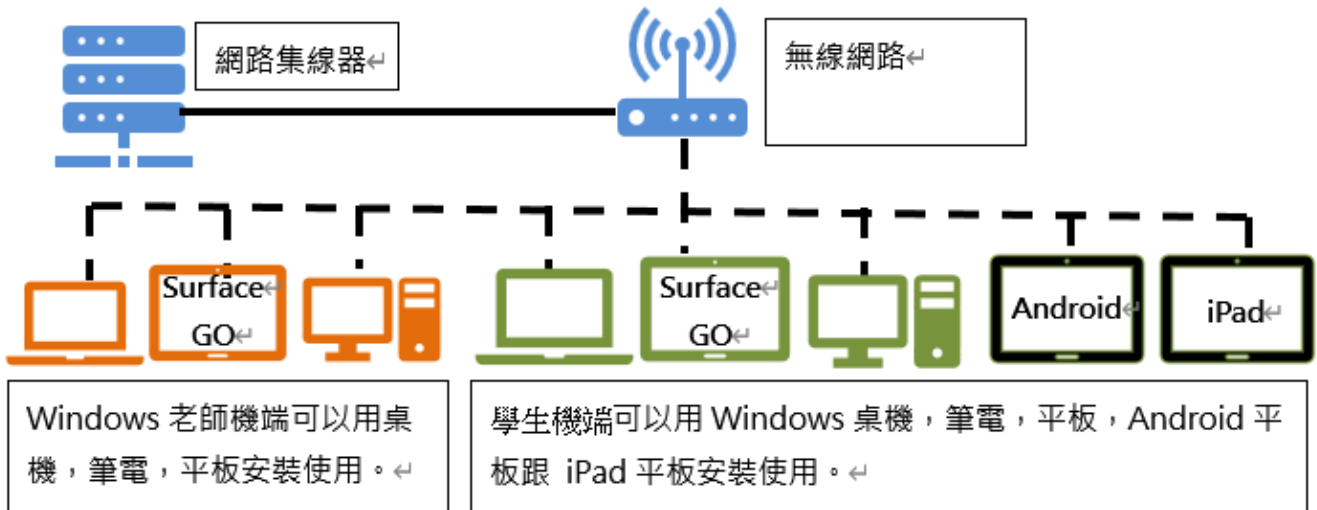 網路集線器↵
無線網路↵
Surface↵
GO↵
Surface↵
GO↵
Android↵
iPad↵
Windows 老師機端可以用桌
機，筆電，平板安裝使用。↵
學生機端可以用 Windows 桌機，筆電，平板，Android 平
板跟 iPad 平板安裝使用。↵